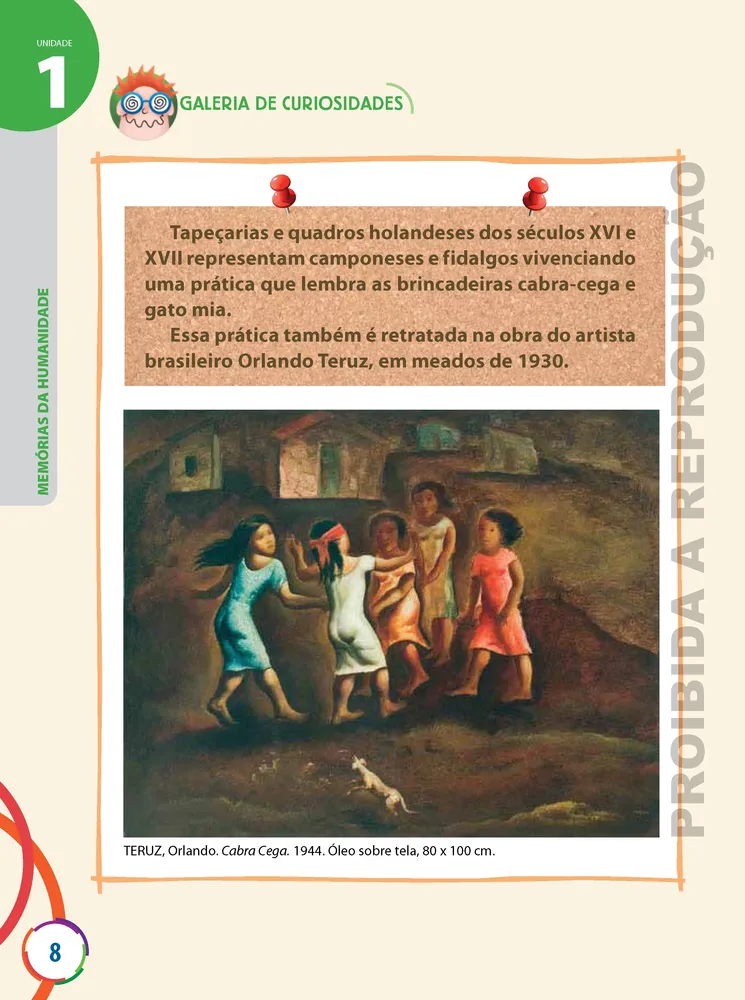 UNIDADE
1
GALERIA DE CURIOSIDADES
MEMÓRIAS DA HUMANIDADE
Tapeçarias e quadros holandeses dos séculos XVI e
XVII representam camponeses e fidalgos vivenciando
uma prática que lembra as brincadeiras cabra-cega e
gato mia.
Essa prática também é retratada na obra do artista
brasileiro Orlando Teruz, em meados de 1930.
TERUZ, Orlando. Cabra Cega. 1944. Óleo sobre tela, 80 x 100 cm.
PROIBIDA A REPRODUÇÃO
8